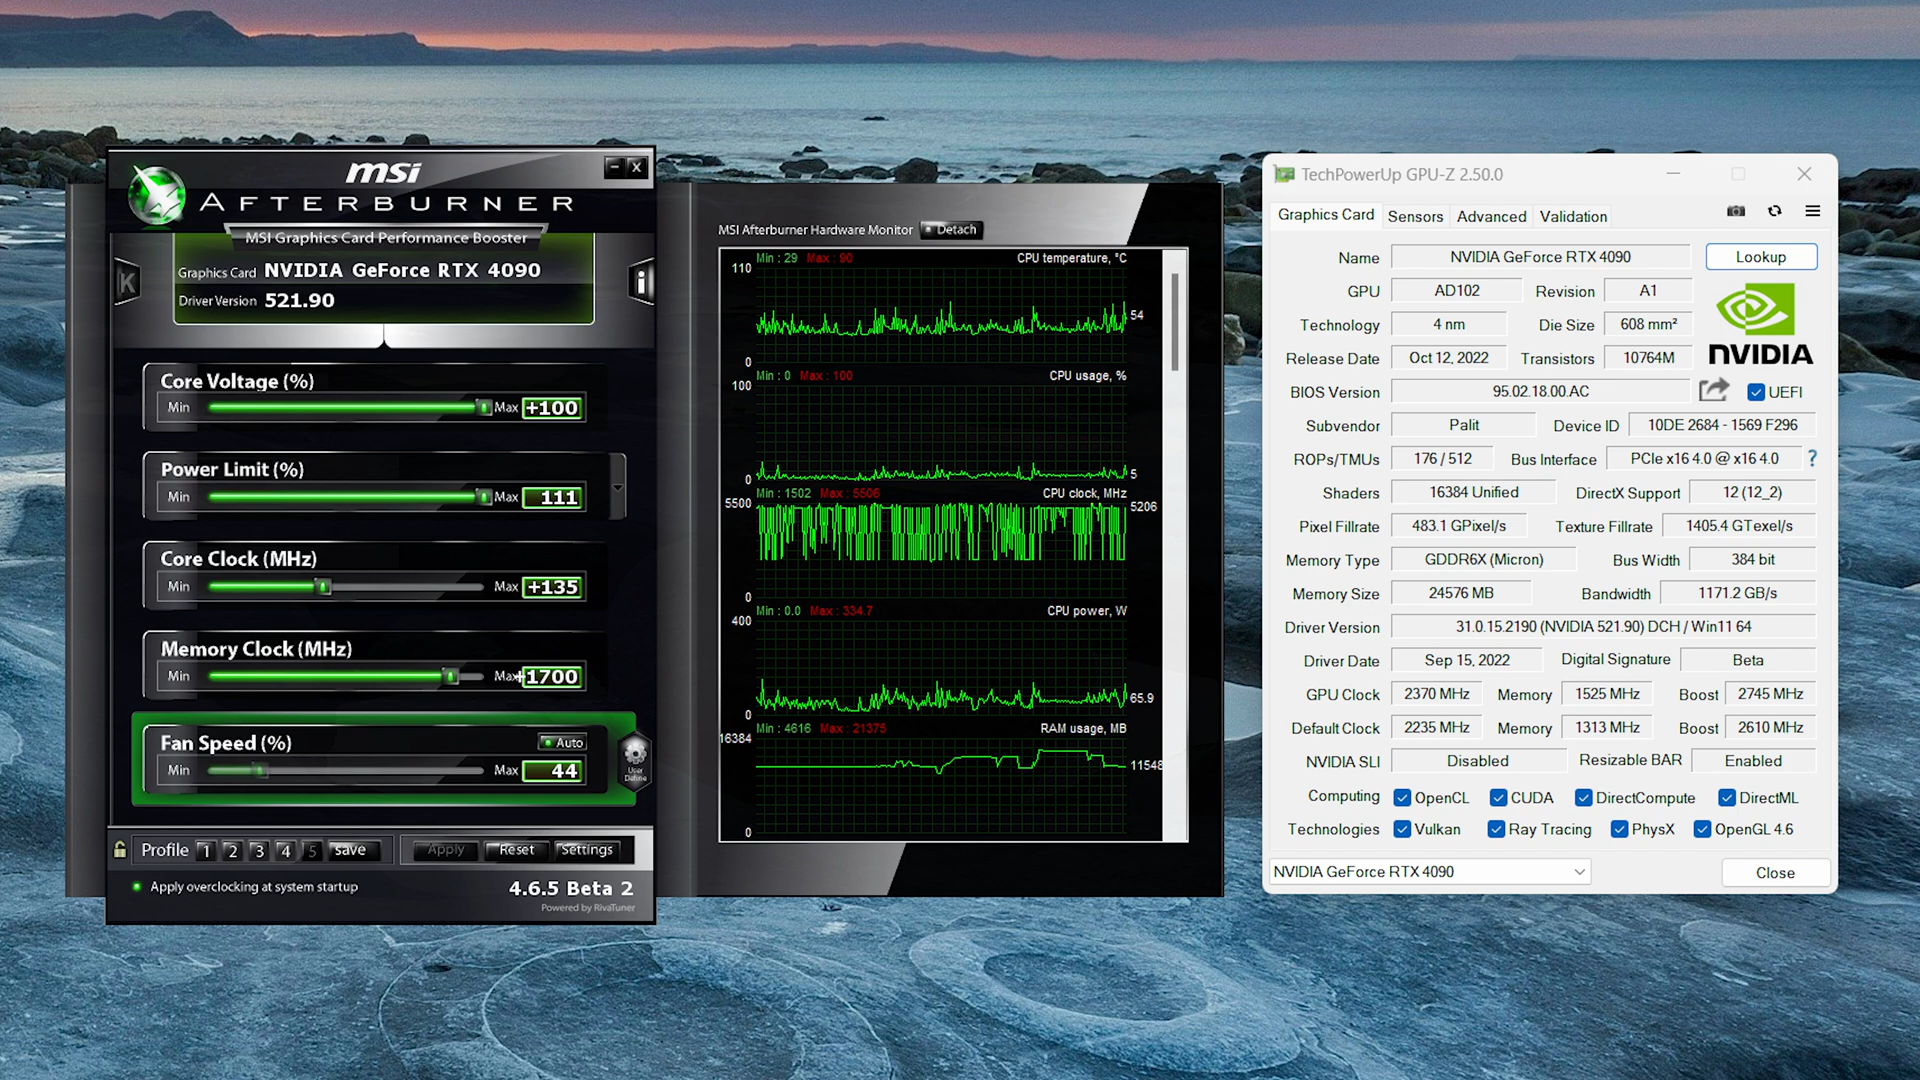 msi
AFTERBURNER
MSI Graphics Card Performance Booster
Graphics Card NVIDIA GeForce RTX 4090
Driver Version 521.90
K
i
Core Voltage (%)
Min Max +100
Power Limit (%)
Min Max 111
Core Clock (MHz)
Min Max +135
Memory Clock (MHz)
Min Max +1700
Fan Speed (%) Auto
Min Max 44
User Define
Profile 1 2 3 4 5 save
Apply Reset Settings
Apply overclocking at system startup
4.6.5 Beta 2
Powered by RivaTuner
MSI Afterburner Hardware Monitor Detach
Min : 29 Max : 90 CPU temperature, °C
110
54
0
Min : 0 Max : 100 CPU usage, %
100
5
0
Min : 1502 Max : 5506 CPU clock, MHz
5500
5206
0
Min : 0.0 Max : 334.7 CPU power, W
400
65.9
0
Min : 4616 Max : 21375 RAM usage, MB
16384
11548
0
TechPowerUp GPU-Z 2.50.0
Graphics Card Sensors Advanced Validation
Name NVIDIA GeForce RTX 4090 Lookup
GPU AD102 Revision A1
Technology 4 nm Die Size 608 mm²
Release Date Oct 12, 2022 Transistors 10764M
NVIDIA
BIOS Version 95.02.18.00.AC UEFI
Subvendor Palit Device ID 10DE 2684 - 1569 F296
ROPs/TMUs 176 / 512 Bus Interface PCIe x16 4.0 @ x16 4.0 ?
Shaders 16384 Unified DirectX Support 12 (12_2)
Pixel Fillrate 483.1 GPixel/s Texture Fillrate 1405.4 GTexel/s
Memory Type GDDR6X (Micron) Bus Width 384 bit
Memory Size 24576 MB Bandwidth 1171.2 GB/s
Driver Version 31.0.15.2190 (NVIDIA 521.90) DCH / Win11 64
Driver Date Sep 15, 2022 Digital Signature Beta
GPU Clock 2370 MHz Memory 1525 MHz Boost 2745 MHz
Default Clock 2235 MHz Memory 1313 MHz Boost 2610 MHz
NVIDIA SLI Disabled Resizable BAR Enabled
Computing OpenCL CUDA DirectCompute DirectML
Technologies Vulkan Ray Tracing PhysX OpenGL 4.6
NVIDIA GeForce RTX 4090 Close